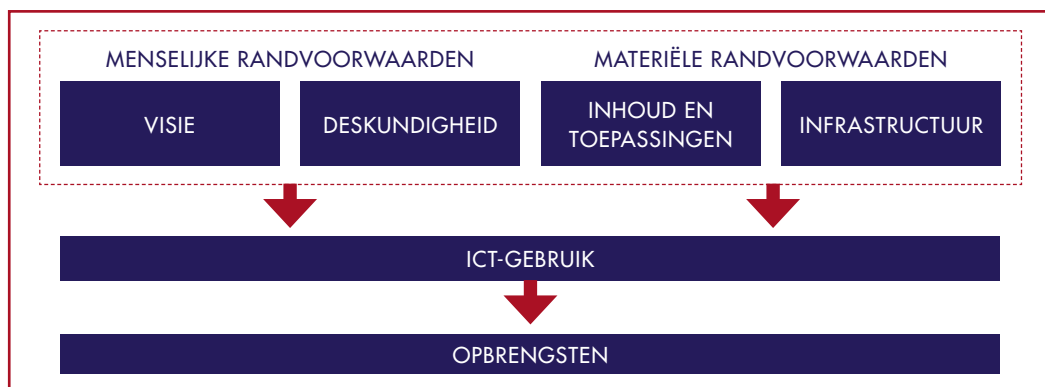 MENSELIJKE RANDVOORWAARDEN
MATERIËLE RANDVOORWAARDEN
VISIE
DESKUNDIGHEID
INHOUD EN
TOEPASSINGEN
INFRASTRUCTUUR
ICT-GEBRUIK
OPBRENGSTEN